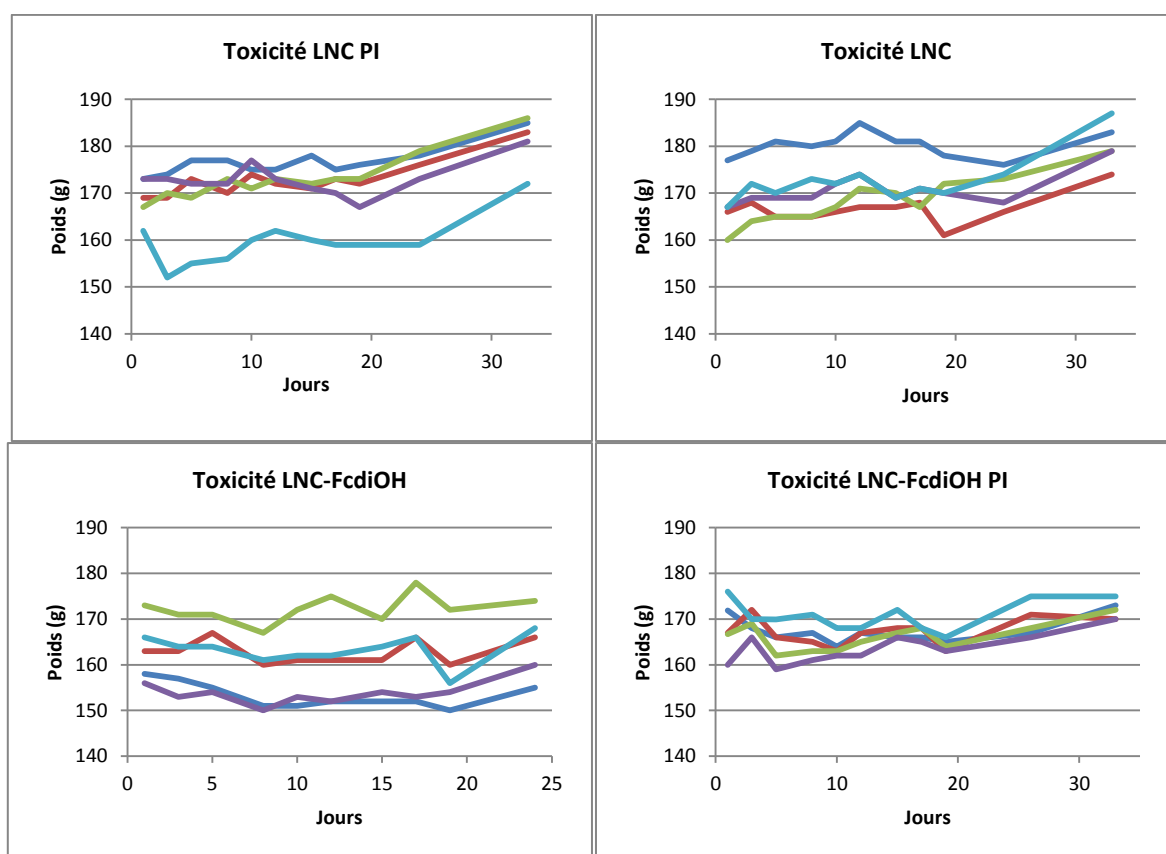 Toxicité LNC PI
190
180
170
160
150
140
0 10 20 30
Poids (g)
Jours
Toxicité LNC
190
180
170
160
150
140
0 10 20 30
Poids (g)
Jours
Toxicité LNC-FcdiOH
190
180
170
160
150
140
0 5 10 15 20 25
Poids (g)
Jours
Toxicité LNC-FcdiOH PI
190
180
170
160
150
140
0 10 20 30
Poids (g)
Jours